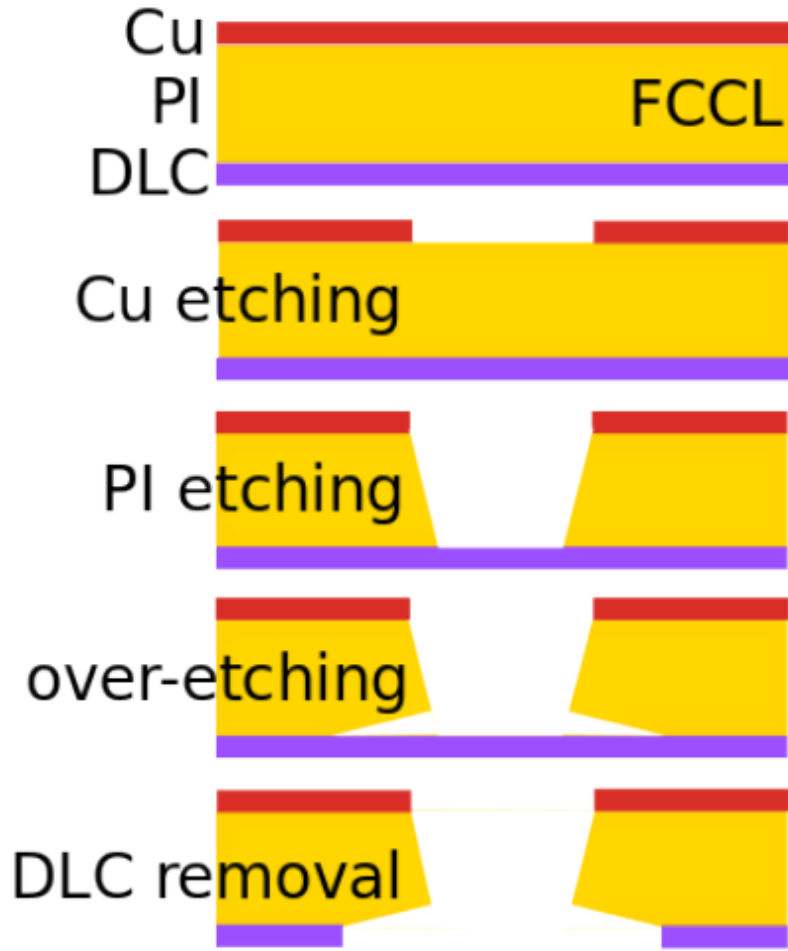 Cu
PI
FCCL
DLC
Cu etching
PI etching
over-etching
DLC removal